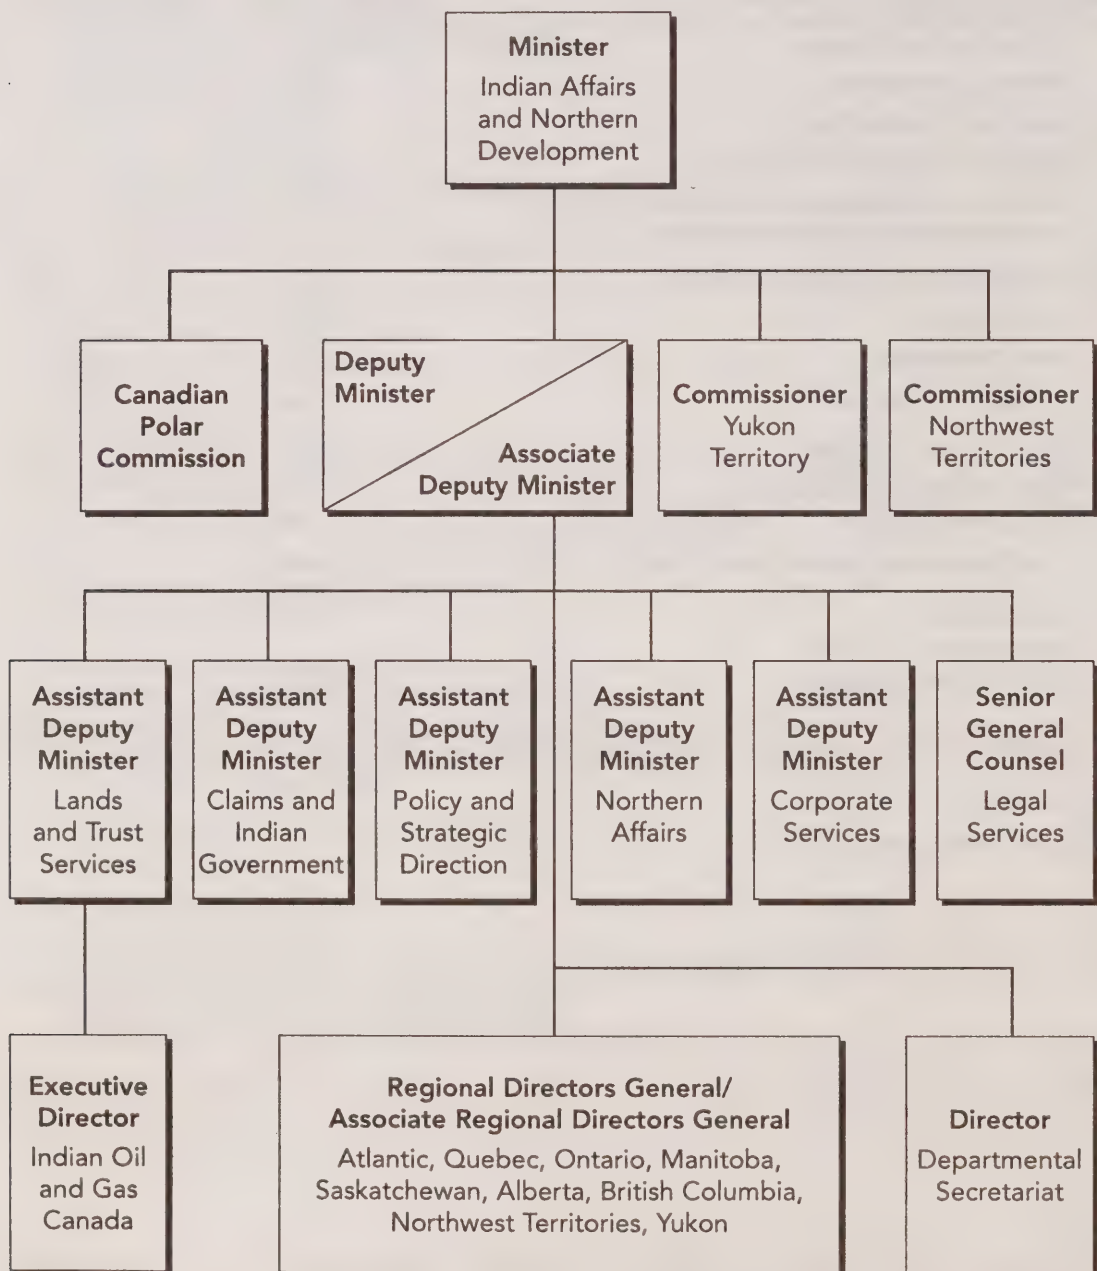 Minister
Indian Affairs
and Northern
Development
Canadian
Polar
Commission
Deputy
Minister
Associate
Deputy Minister
Commissioner
Yukon
Territory
Commissioner
Northwest
Territories
Assistant
Deputy
Minister
Lands
and Trust
Services
Assistant
Deputy
Minister
Claims and
Indian
Government
Assistant
Deputy
Minister
Policy and
Strategic
Direction
Assistant
Deputy
Minister
Northern
Affairs
Assistant
Deputy
Minister
Corporate
Services
Senior
General
Counsel
Legal
Services
Executive
Director
Indian Oil
and Gas
Canada
Regional Directors General/
Associate Regional Directors General
Atlantic, Quebec, Ontario, Manitoba,
Saskatchewan, Alberta, British Columbia,
Northwest Territories, Yukon
Director
Departmental
Secretariat